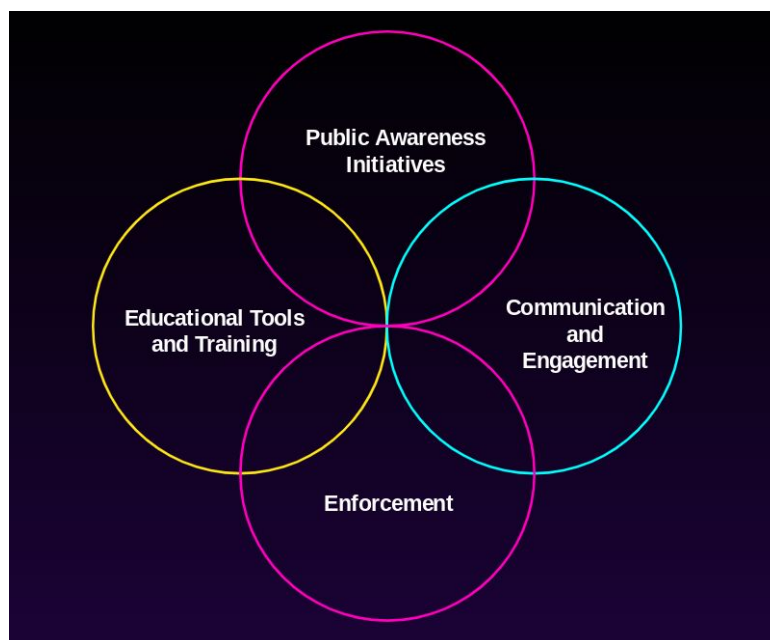 Public Awareness
Initiatives
Educational Tools
and Training
Communication
and
Engagement
Enforcement